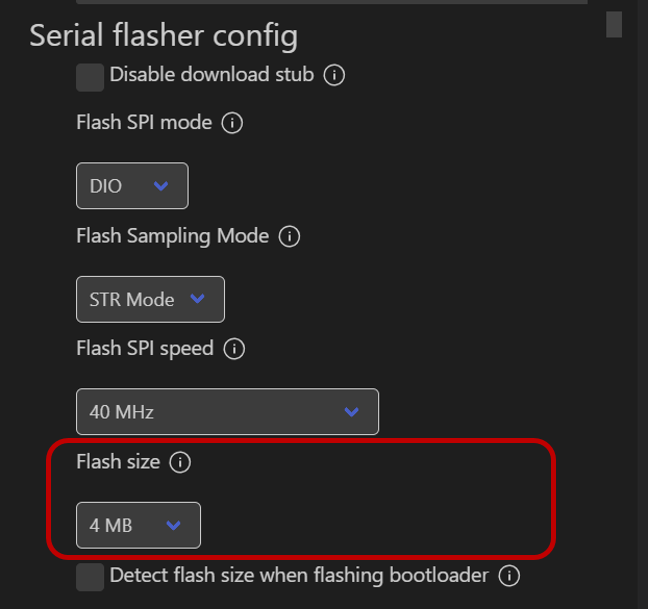 Serial flasher config
Disable download stub
Flash SPI mode
DIO
Flash Sampling Mode
STR Mode
Flash SPI speed
40 MHz
Flash size
4 MB
Detect flash size when flashing bootloader